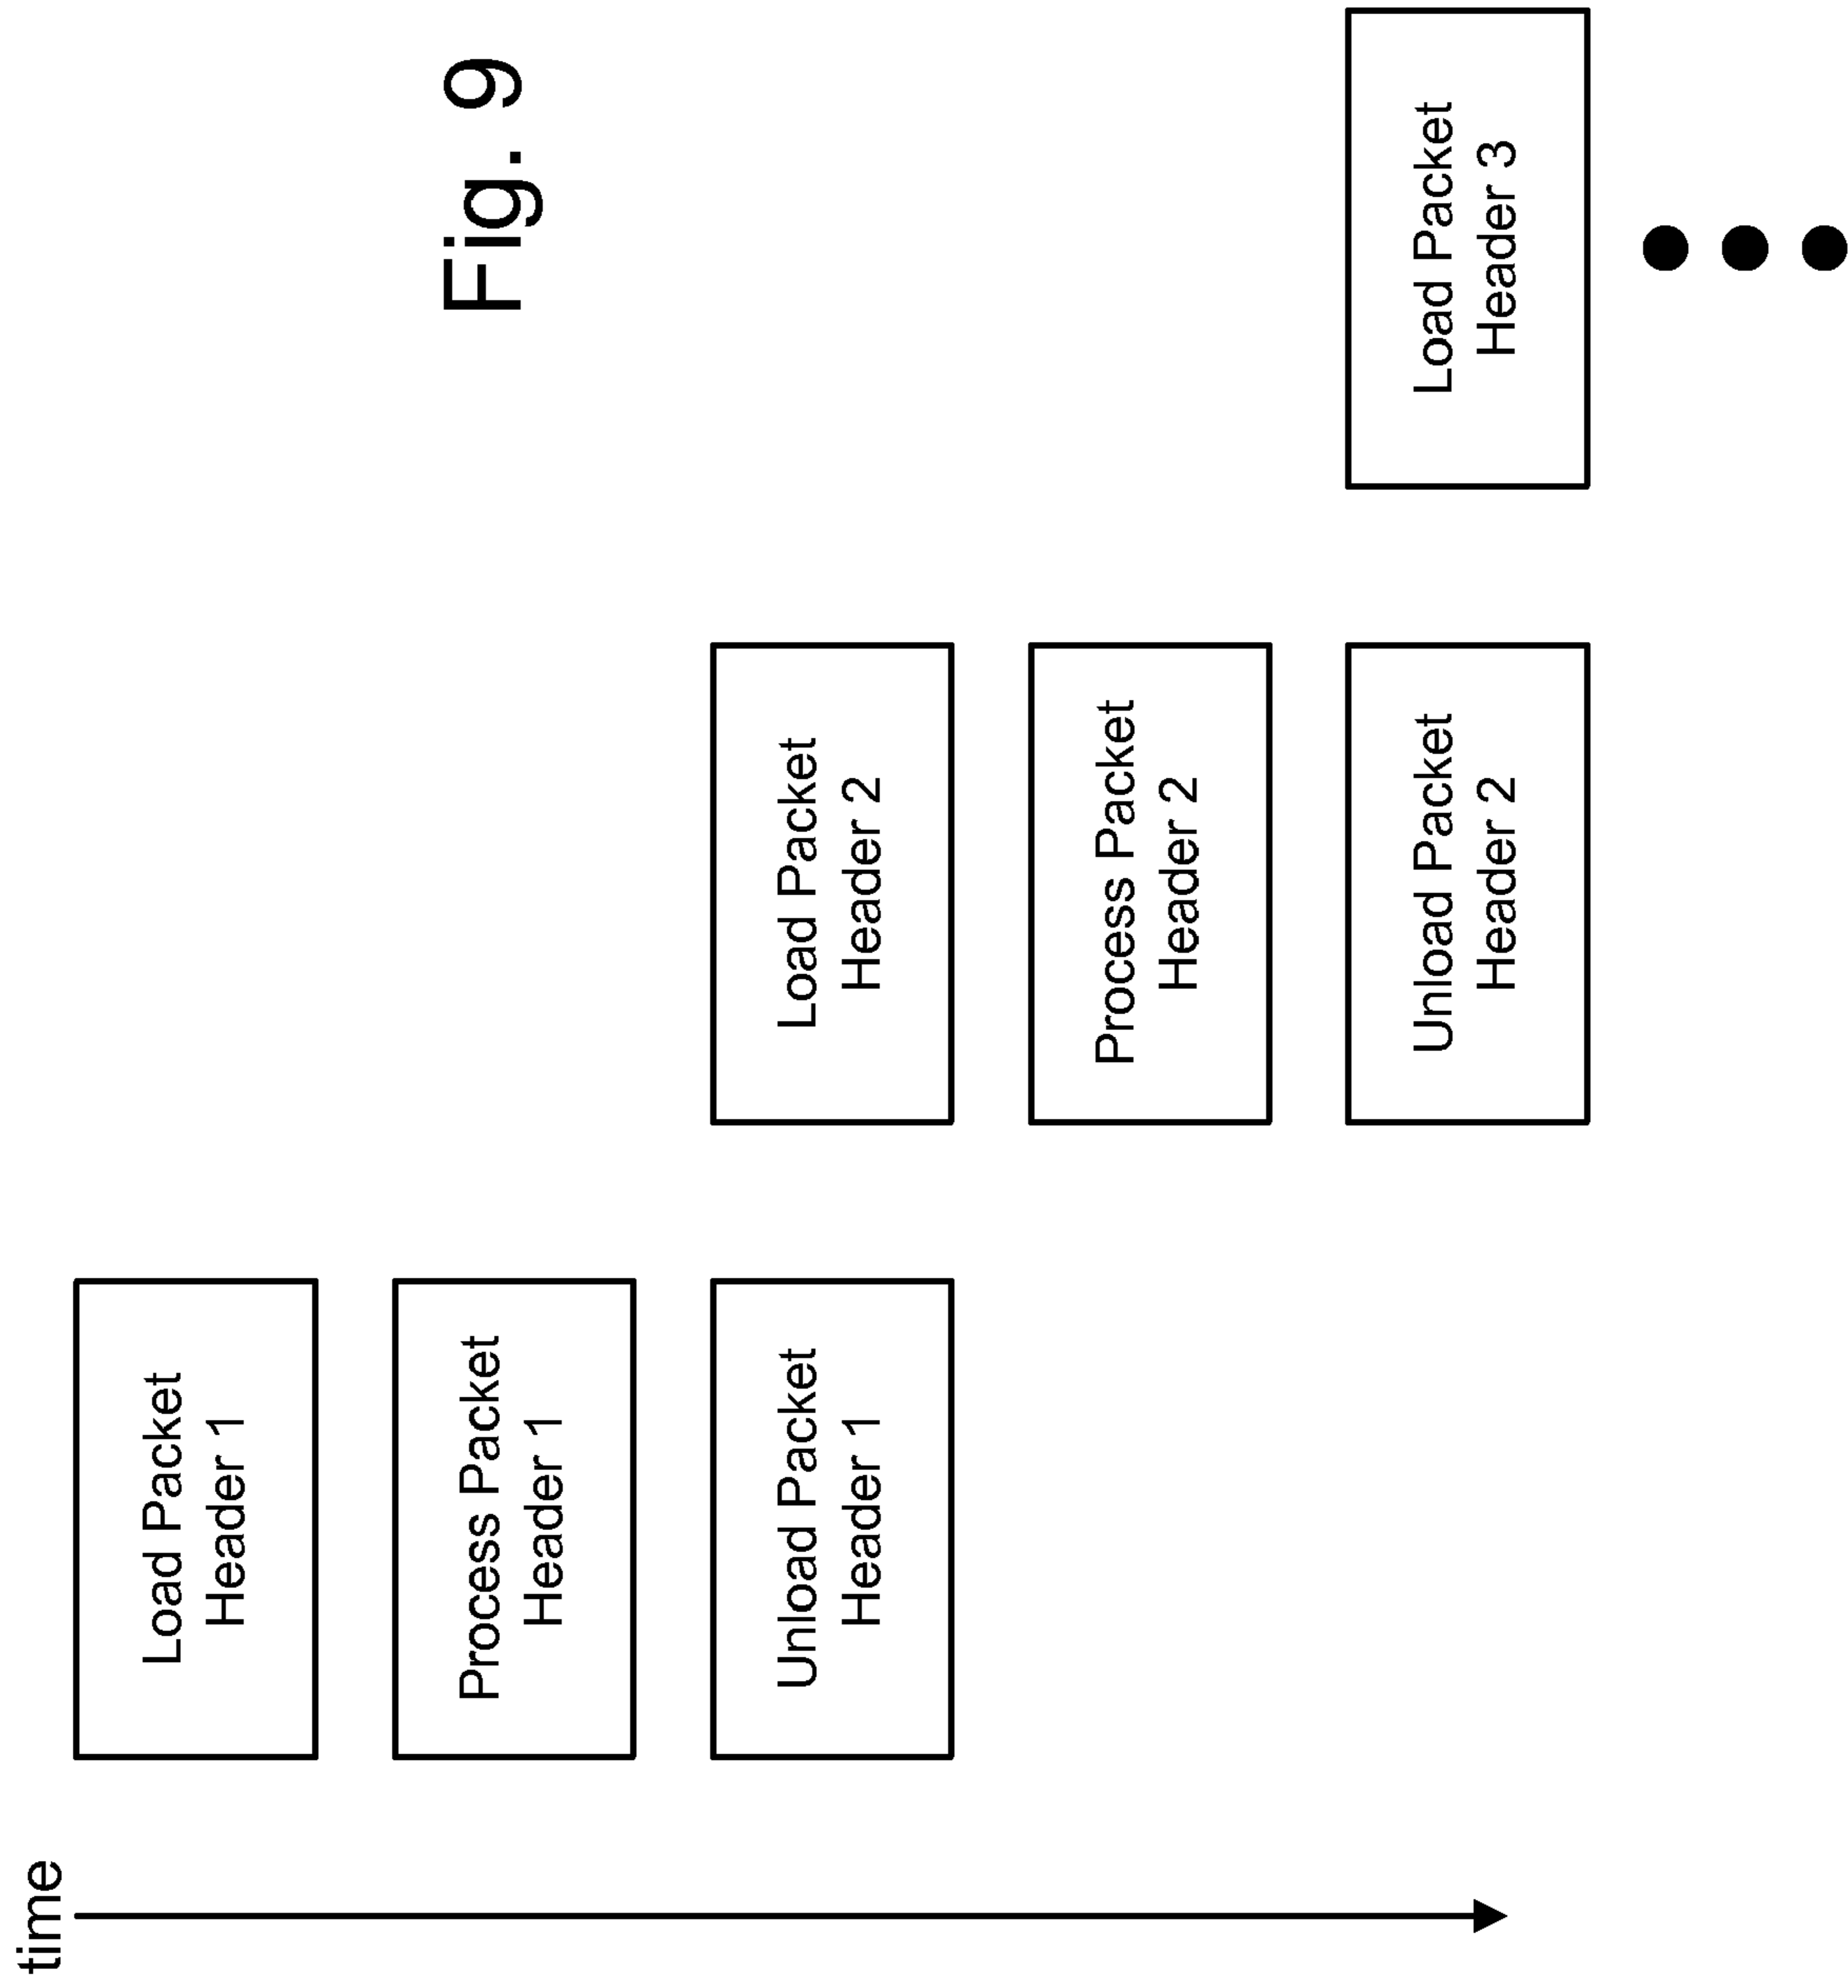 time
Load Packet
Header 1
Process Packet
Header 1
Unload Packet
Header 1
Load Packet
Header 2
Process Packet
Header 2
Unload Packet
Header 2
Load Packet
Header 3
Fig. 9